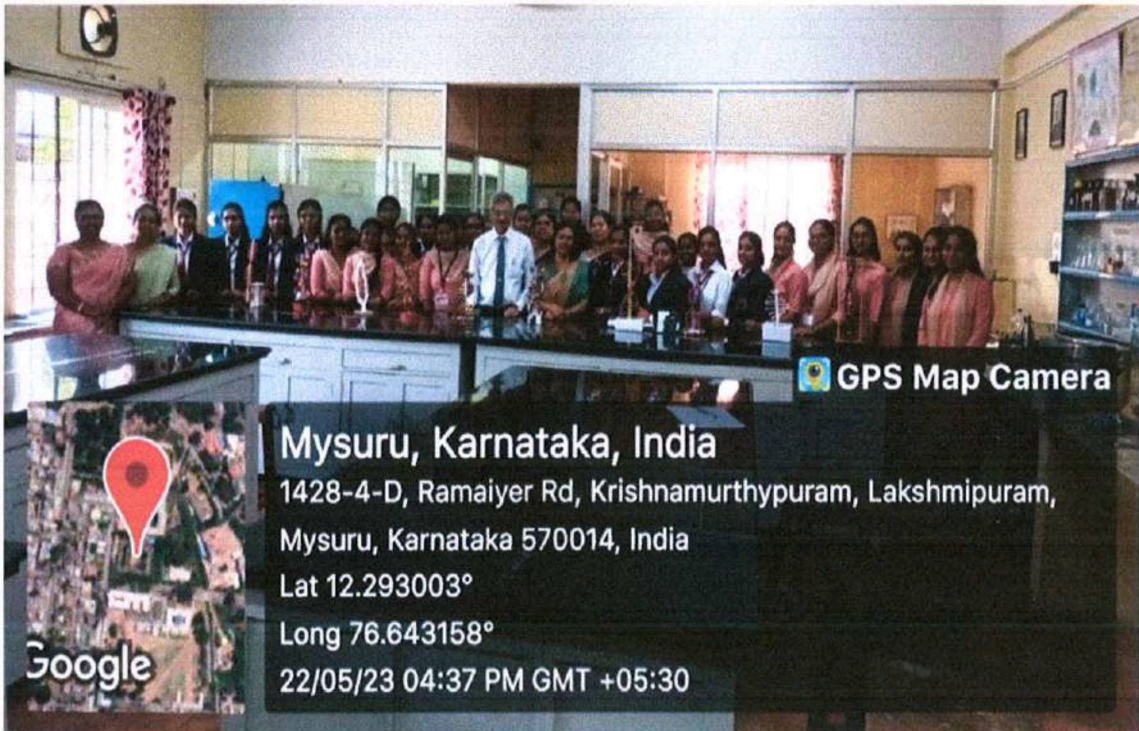 GPS Map Camera
Mysuru, Karnataka, India
1428-4-D, Ramaiyer Rd, Krishnamurthypuram, Lakshmipuram,
Mysuru, Karnataka 570014, India
Lat 12.293003°
Long 76.643158°
22/05/23 04:37 PM GMT +05:30
Google